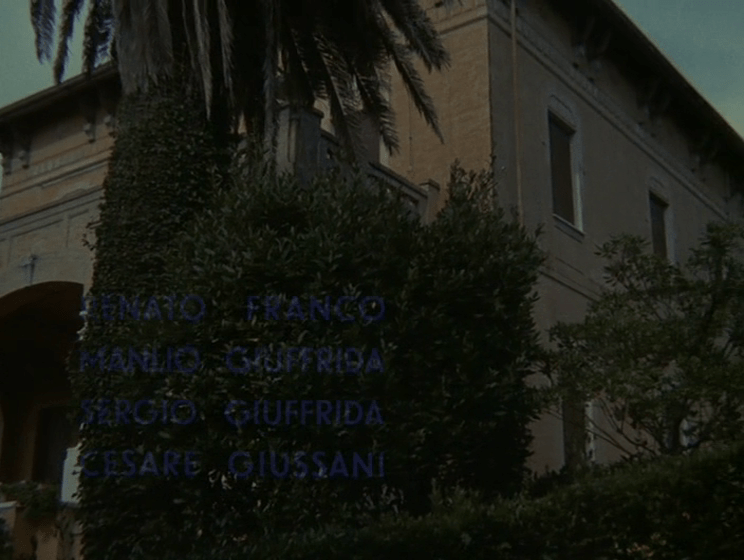 RENATO FRANCO
MANLIO GIUFFRIDA
SERGIO GIUFFRIDA
CESARE GIUSSANI